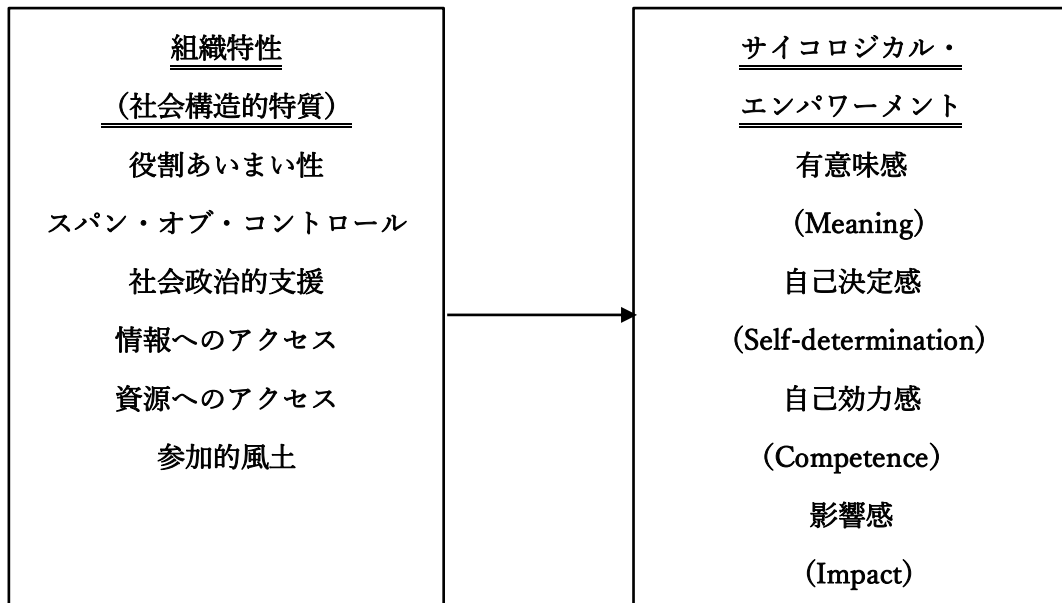 組織特性
（社会構造的特質）
役割あいまい性
スパン・オブ・コントロール
社会政治的支援
情報へのアクセス
資源へのアクセス
参加的風土
サイコロジカル・
エンパワーメント
有意味感
（Meaning）
自己決定感
（Self-determination）
自己効力感
（Competence）
影響感
（Impact）